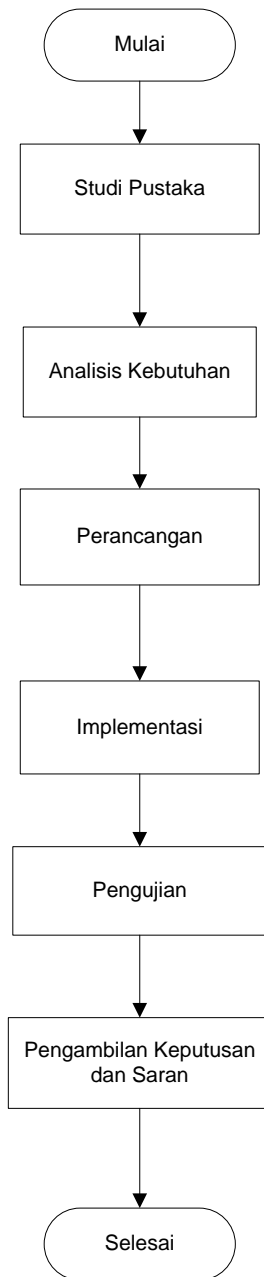 Mulai
Studi Pustaka
Analisis Kebutuhan
Perancangan
Implementasi
Pengujian
Pengambilan Keputusan
dan Saran
Selesai